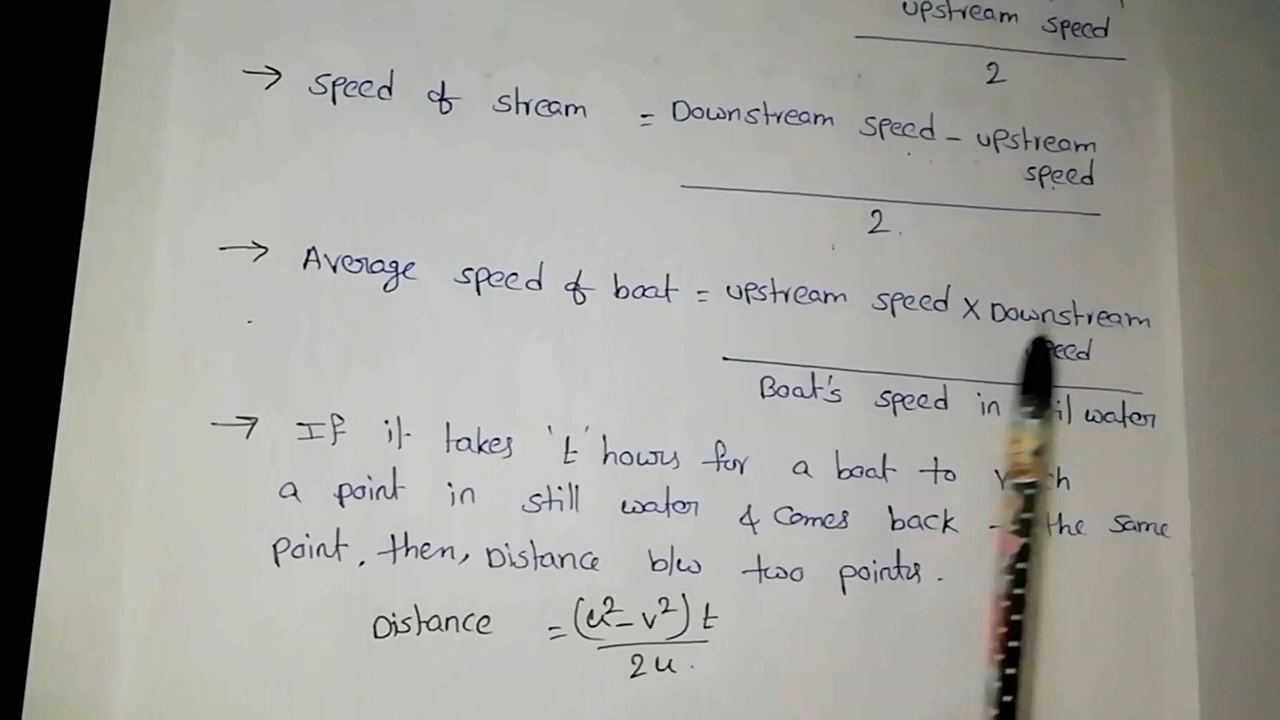 upstream speed
2
→ Speed of stream = Downstream speed - upstream
speed
2.
→ Average speed of boat = upstream speed X Downstream
Boat's speed in water
→ If it takes 't' hours for a boat to
a point in still water & Comes back the same
point, then, Distance b/w two points.
Distance = (u²- v²) t
2u.